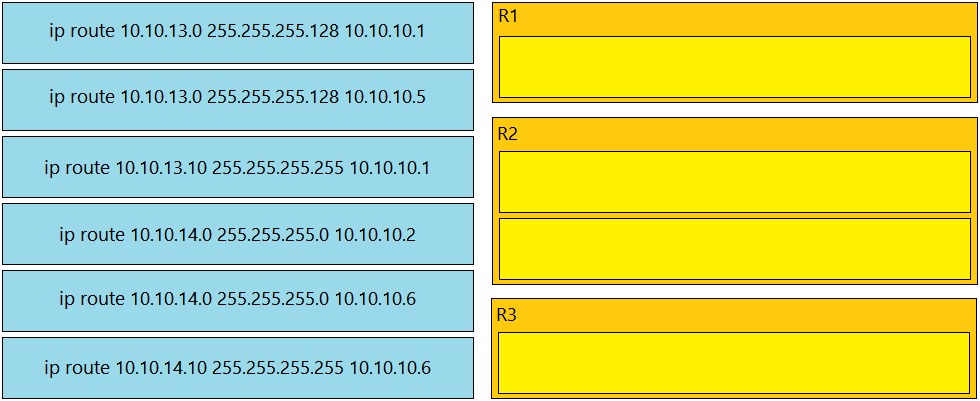 ip route 10.10.13.0 255.255.255.128 10.10.10.1
ip route 10.10.13.0 255.255.255.128 10.10.10.5
ip route 10.10.13.10 255.255.255.255 10.10.10.1
ip route 10.10.14.0 255.255.255.0 10.10.10.2
ip route 10.10.14.0 255.255.255.0 10.10.10.6
ip route 10.10.14.10 255.255.255.255 10.10.10.6
R1
R2
R3